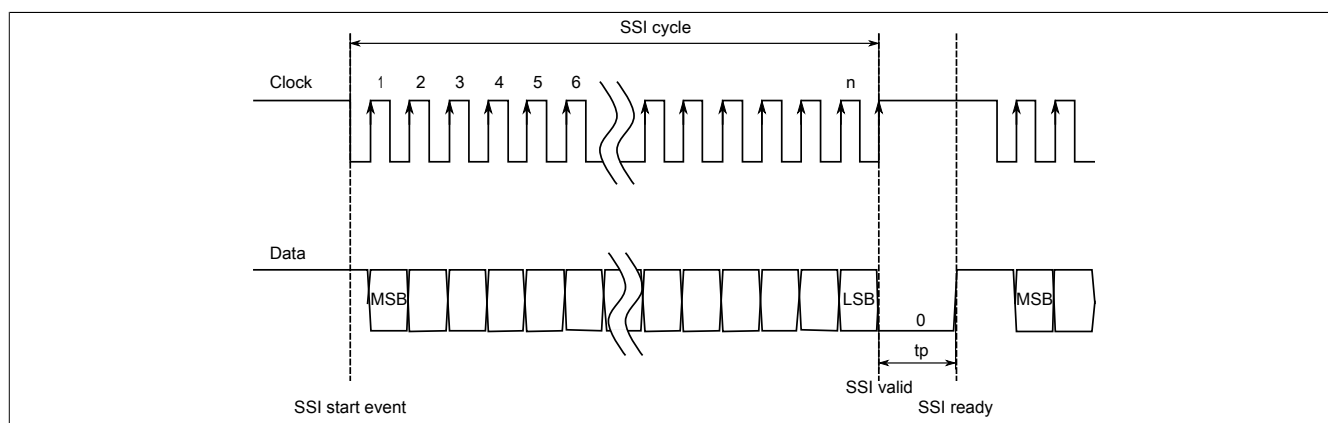 SSI cycle
Clock 1 2 3 4 5 6 n
Data
MSB LSB 0 MSB
tp
SSI valid
SSI start event SSI ready